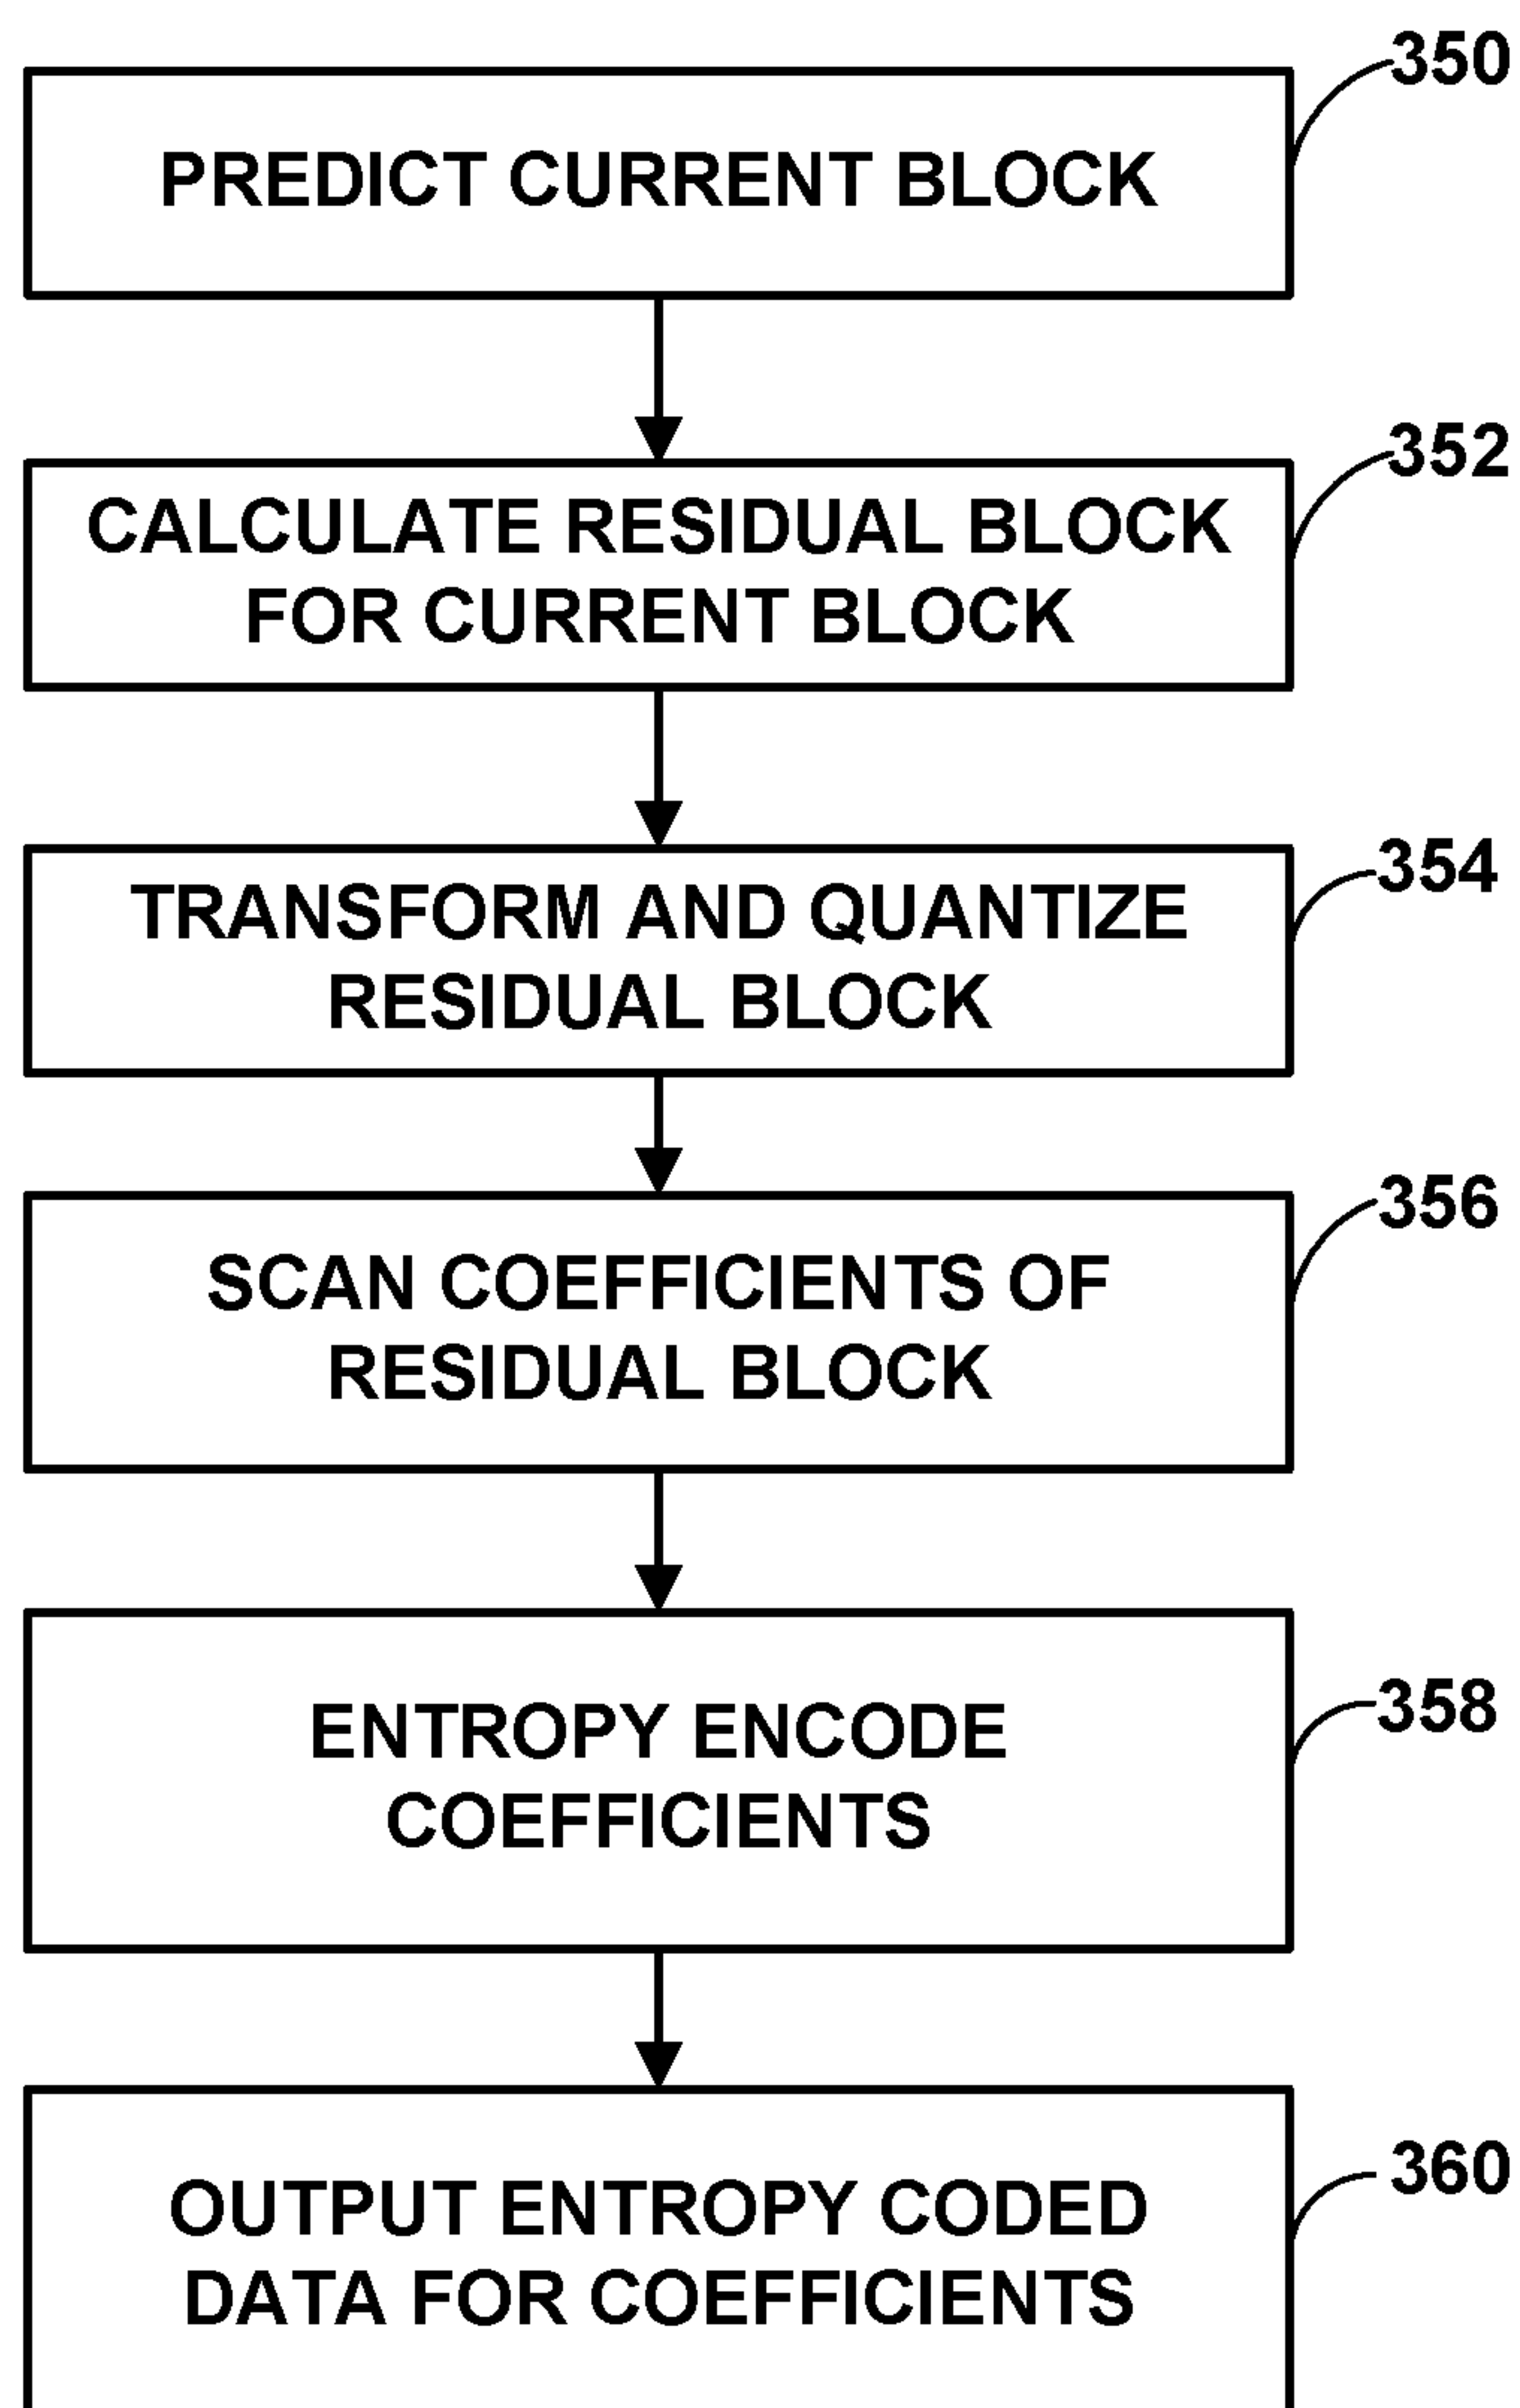 350
PREDICT CURRENT BLOCK
352
CALCULATE RESIDUAL BLOCK
FOR CURRENT BLOCK
354
TRANSFORM AND QUANTIZE
RESIDUAL BLOCK
356
SCAN COEFFICIENTS OF
RESIDUAL BLOCK
358
ENTROPY ENCODE
COEFFICIENTS
360
OUTPUT ENTROPY CODED
DATA FOR COEFFICIENTS